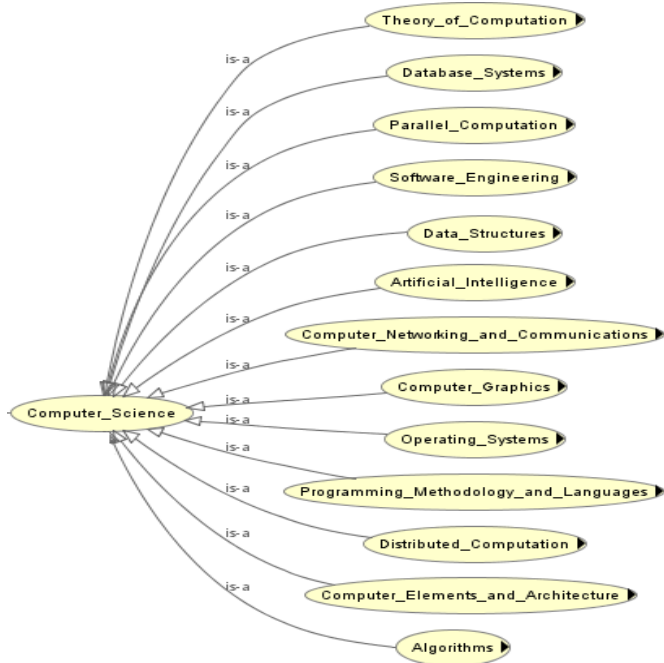 Theory_of_Computation
is-a
Database_Systems
is-a
Parallel_Computation
is-a
Software_Engineering
is-a
Data_Structures
is-a
Artificial_Intelligence
is-a
Computer_Networking_and_Communications
is-a
Computer_Graphics
is-a
Computer_Science
is-a
Operating_Systems
is-a
Programming_Methodology_and_Languages
is-a
Distributed_Computation
is-a
Computer_Elements_and_Architecture
is-a
Algorithms